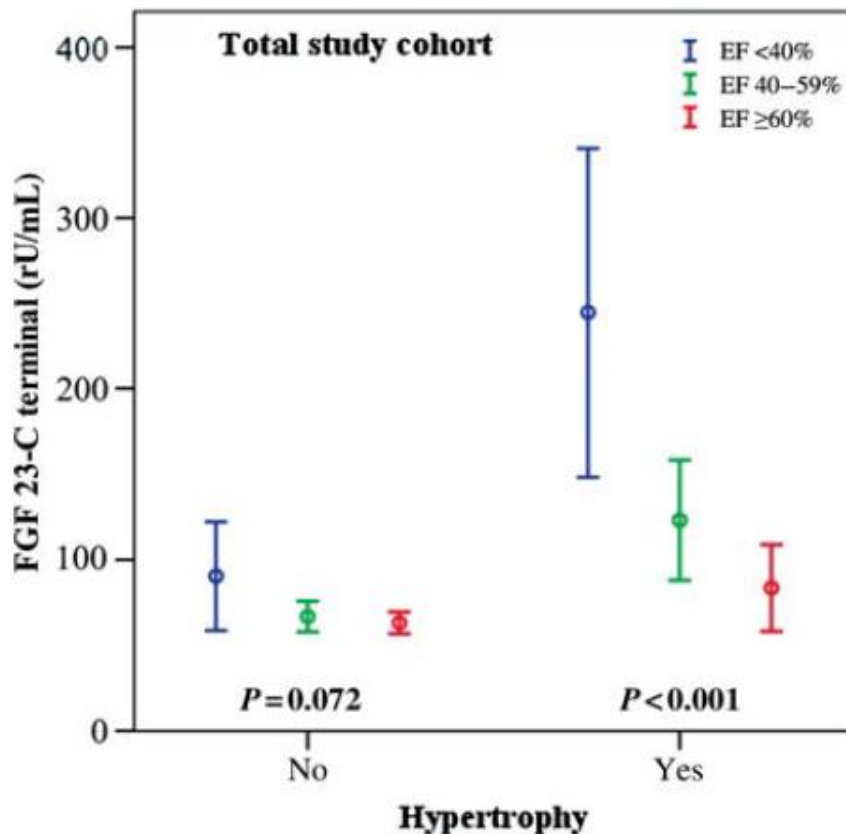 Total study cohort
EF <40%
EF 40–59%
EF ≥60%
FGF 23-C terminal (rU/mL)
400
300
200
100
0
P=0.072
P<0.001
No
Yes
Hypertrophy